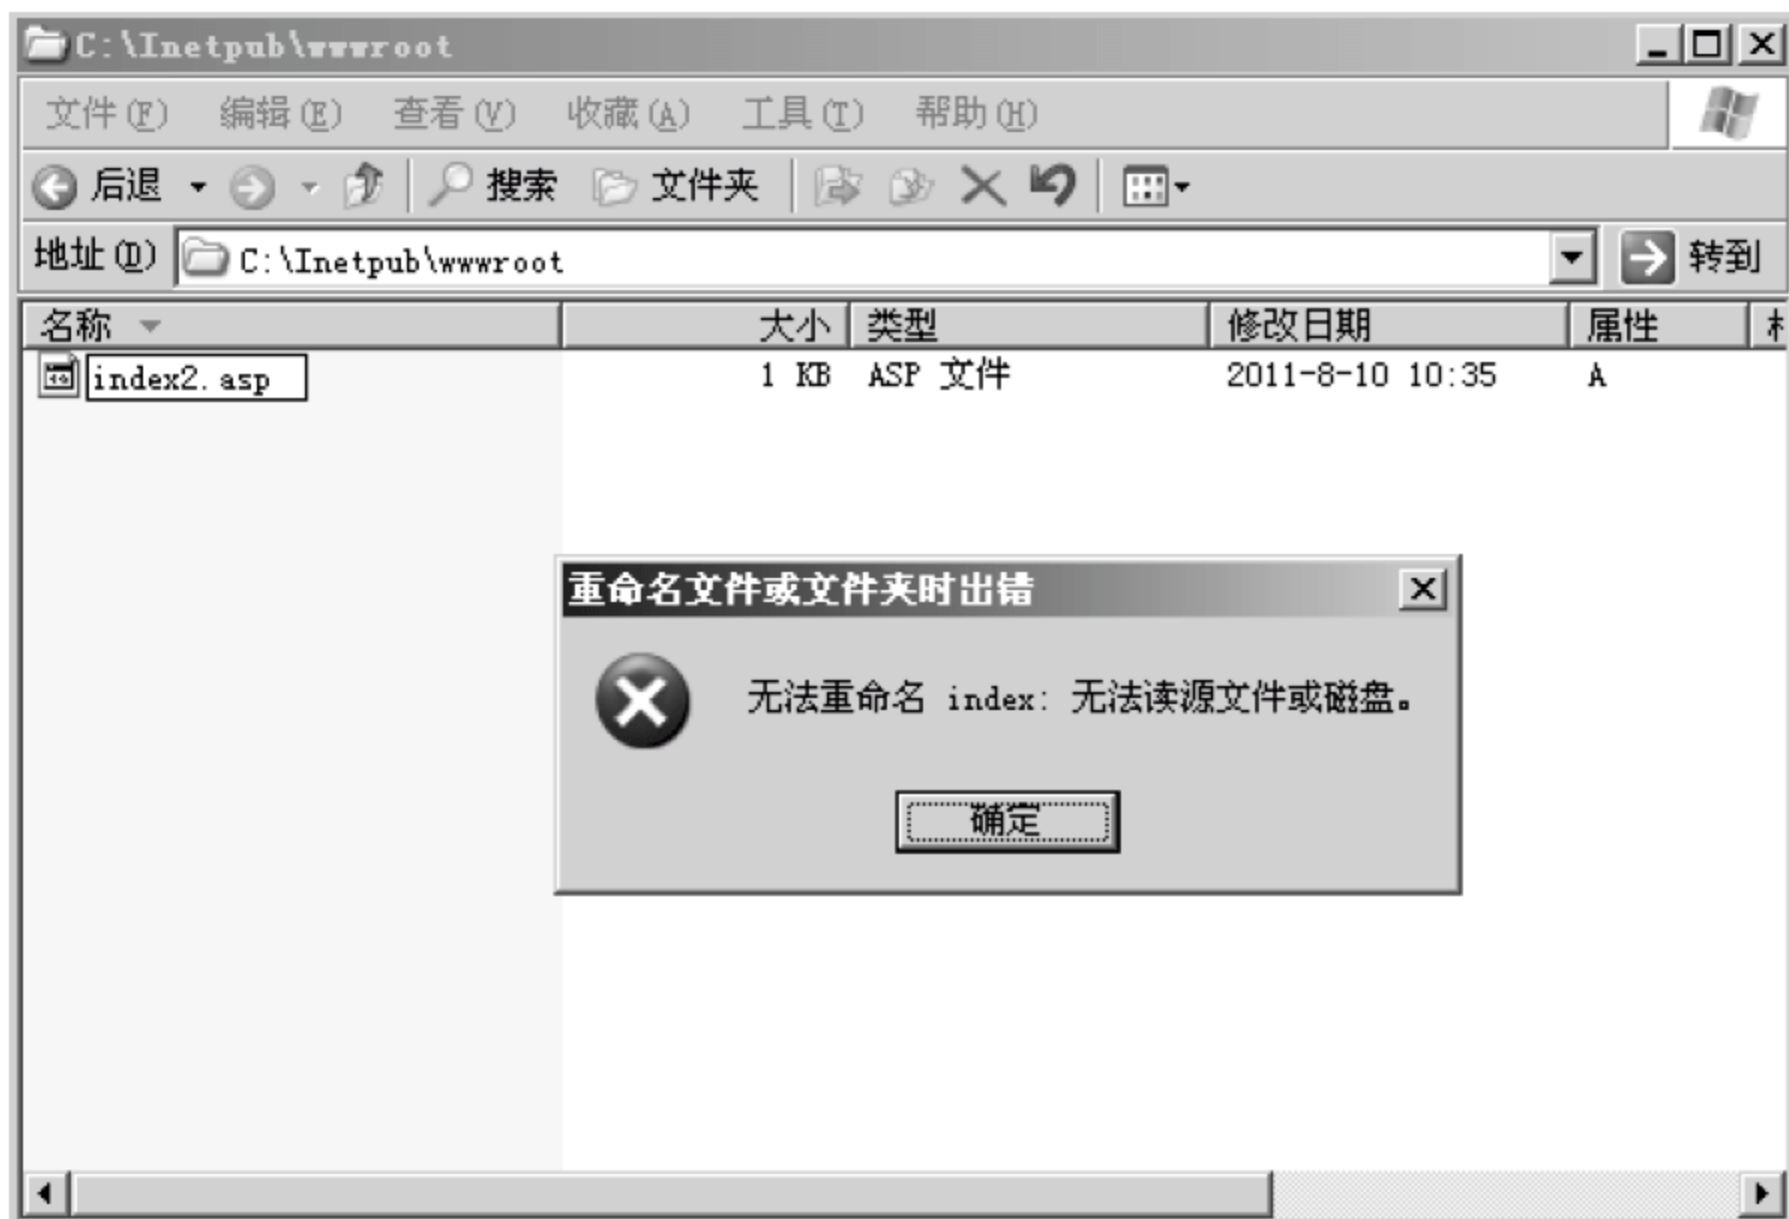 C:\Inetpub\wwwroot
文件(F) 编辑(E) 查看(V) 收藏(A) 工具(T) 帮助(H)
后退 搜索 文件夹
地址(D) C:\Inetpub\wwwroot 转到
名称 大小 类型 修改日期 属性
index2.asp 1 KB ASP 文件 2011-8-10 10:35 A
重命名文件或文件夹时出错
无法重命名 index: 无法读源文件或磁盘。
确定